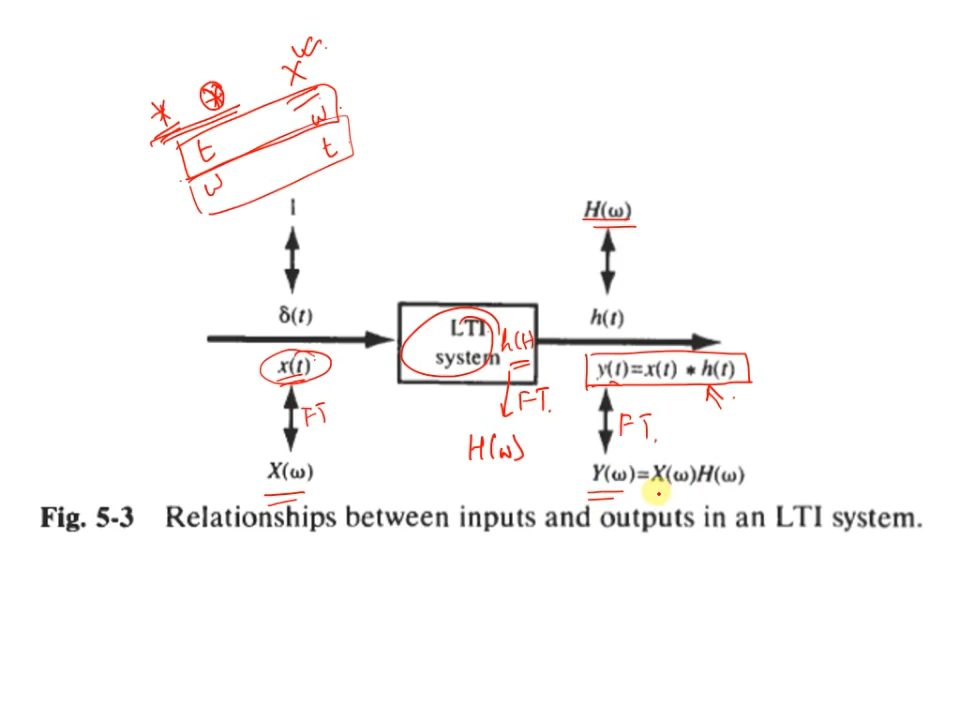 * ⊛ X
t ω
ω t
1 H(ω)
δ(t) LTI h(t)
system h(t)
x(t) y(t)=x(t) * h(t)
FT FT. FT.
H(ω)
X(ω) Y(ω)=X(ω)H(ω)
Fig. 5-3 Relationships between inputs and outputs in an LTI system.